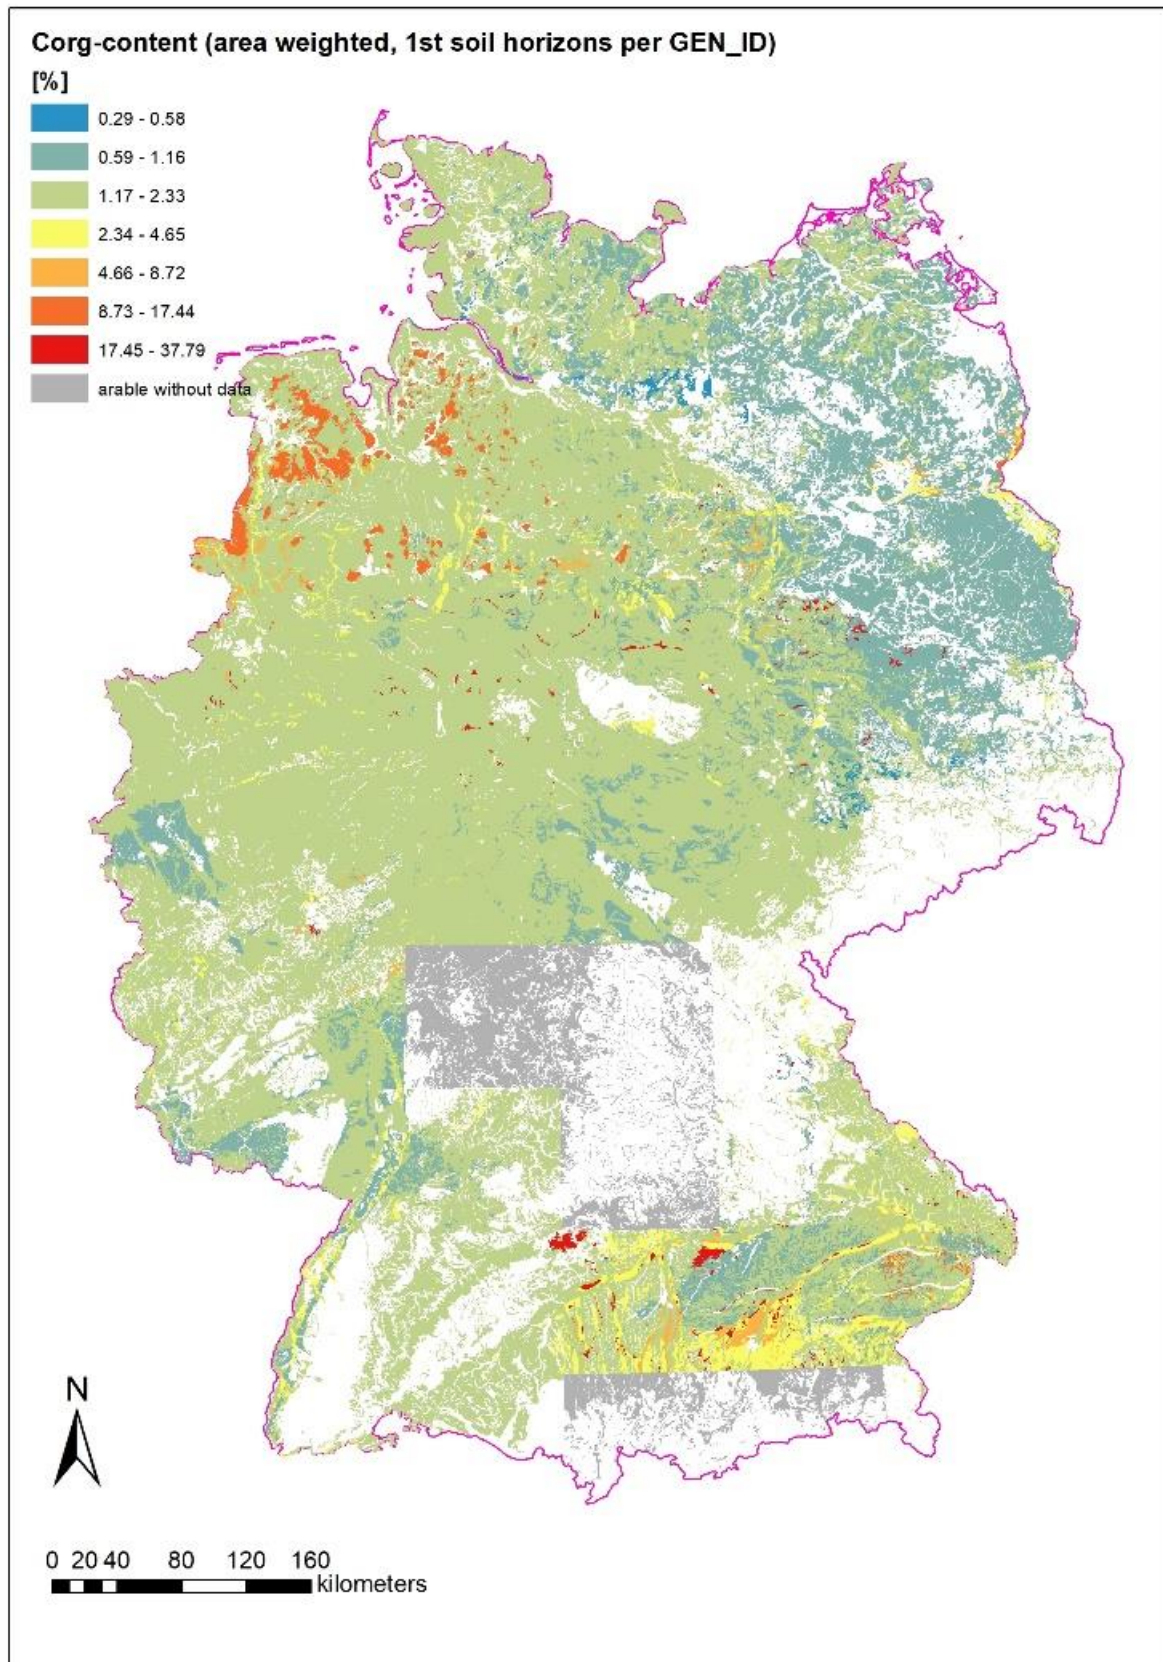 Corg-content (area weighted, 1st soil horizons per GEN_ID)
[%]
0.29 - 0.58
0.59 - 1.16
1.17 - 2.33
2.34 - 4.65
4.66 - 8.72
8.73 - 17.44
17.45 - 37.79
arable without data
N
0 20 40 80 120 160
kilometers